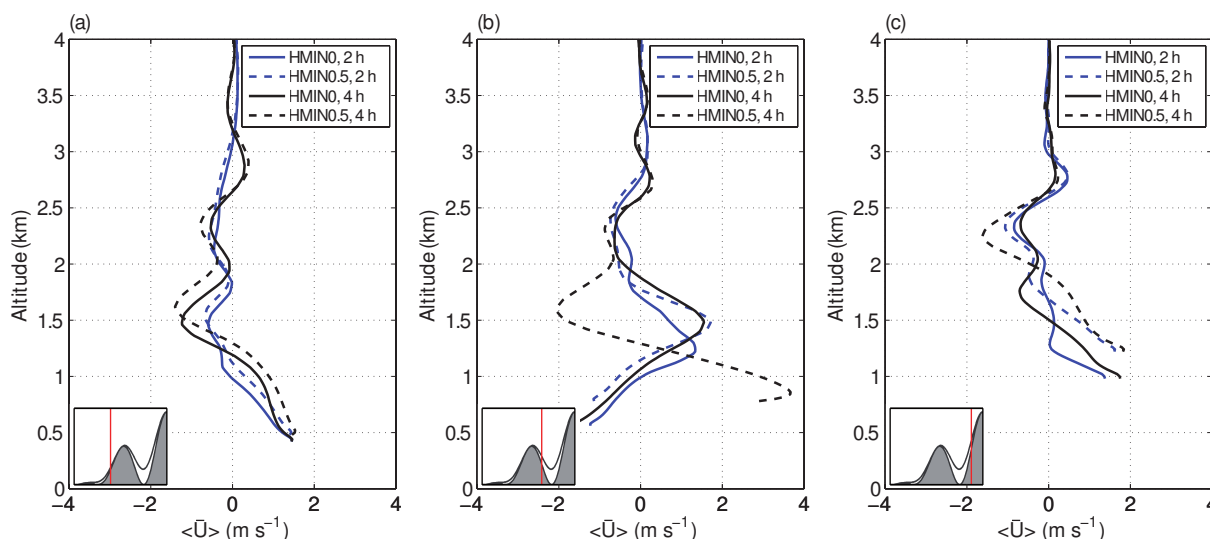 (a)
(b)
(c)
HMIN0, 2 h
HMIN0.5, 2 h
HMIN0, 4 h
HMIN0.5, 4 h
HMIN0, 2 h
HMIN0.5, 2 h
HMIN0, 4 h
HMIN0.5, 4 h
HMIN0, 2 h
HMIN0.5, 2 h
HMIN0, 4 h
HMIN0.5, 4 h
Altitude (km)
4
3.5
3
2.5
2
1.5
1
0.5
0
−4 −2 0 2 4
<Ū> (m s⁻¹)
Altitude (km)
4
3.5
3
2.5
2
1.5
1
0.5
0
−4 −2 0 2 4
<Ū> (m s⁻¹)
Altitude (km)
4
3.5
3
2.5
2
1.5
1
0.5
0
−4 −2 0 2 4
<Ū> (m s⁻¹)